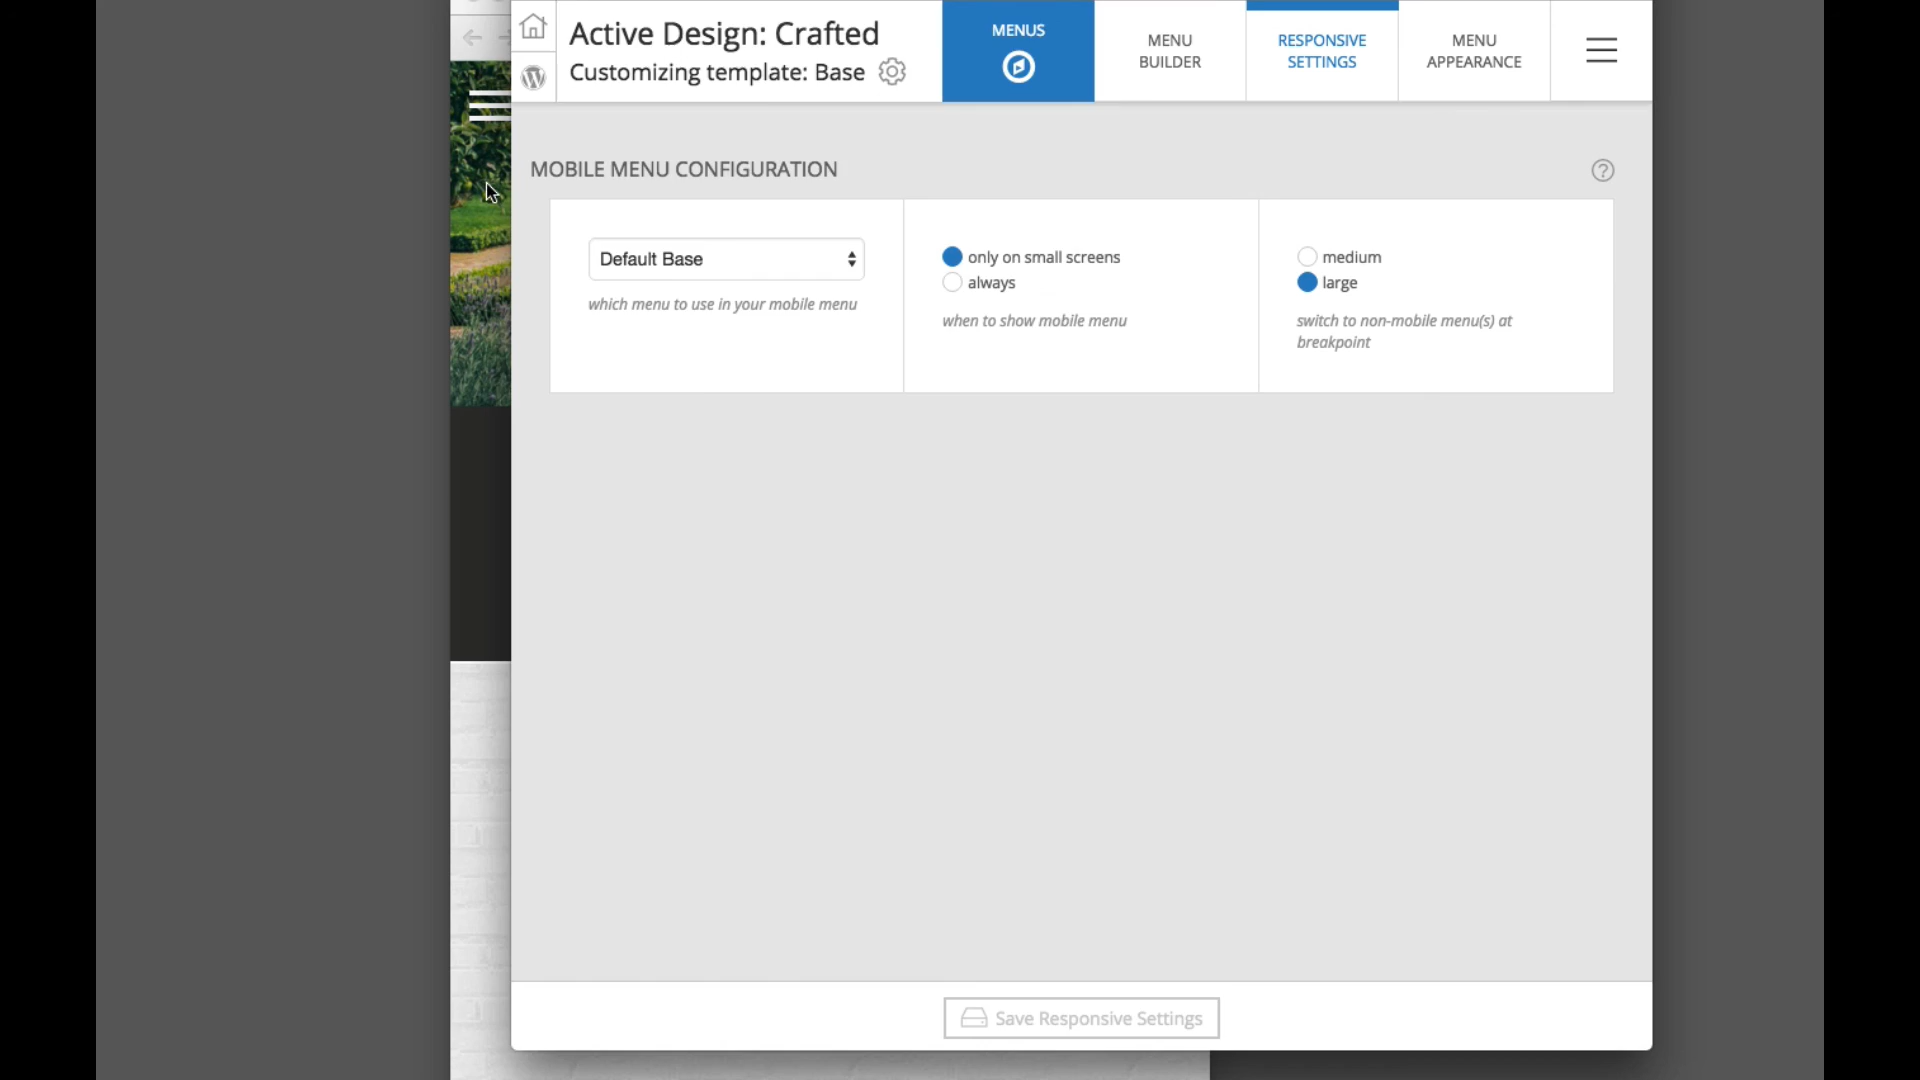 Active Design: Crafted
Customizing template: Base
MENUS
MENU
BUILDER
RESPONSIVE
SETTINGS
MENU
APPEARANCE
MOBILE MENU CONFIGURATION
?
Default Base
which menu to use in your mobile menu
only on small screens
always
when to show mobile menu
medium
large
switch to non-mobile menu(s) at
breakpoint
Save Responsive Settings